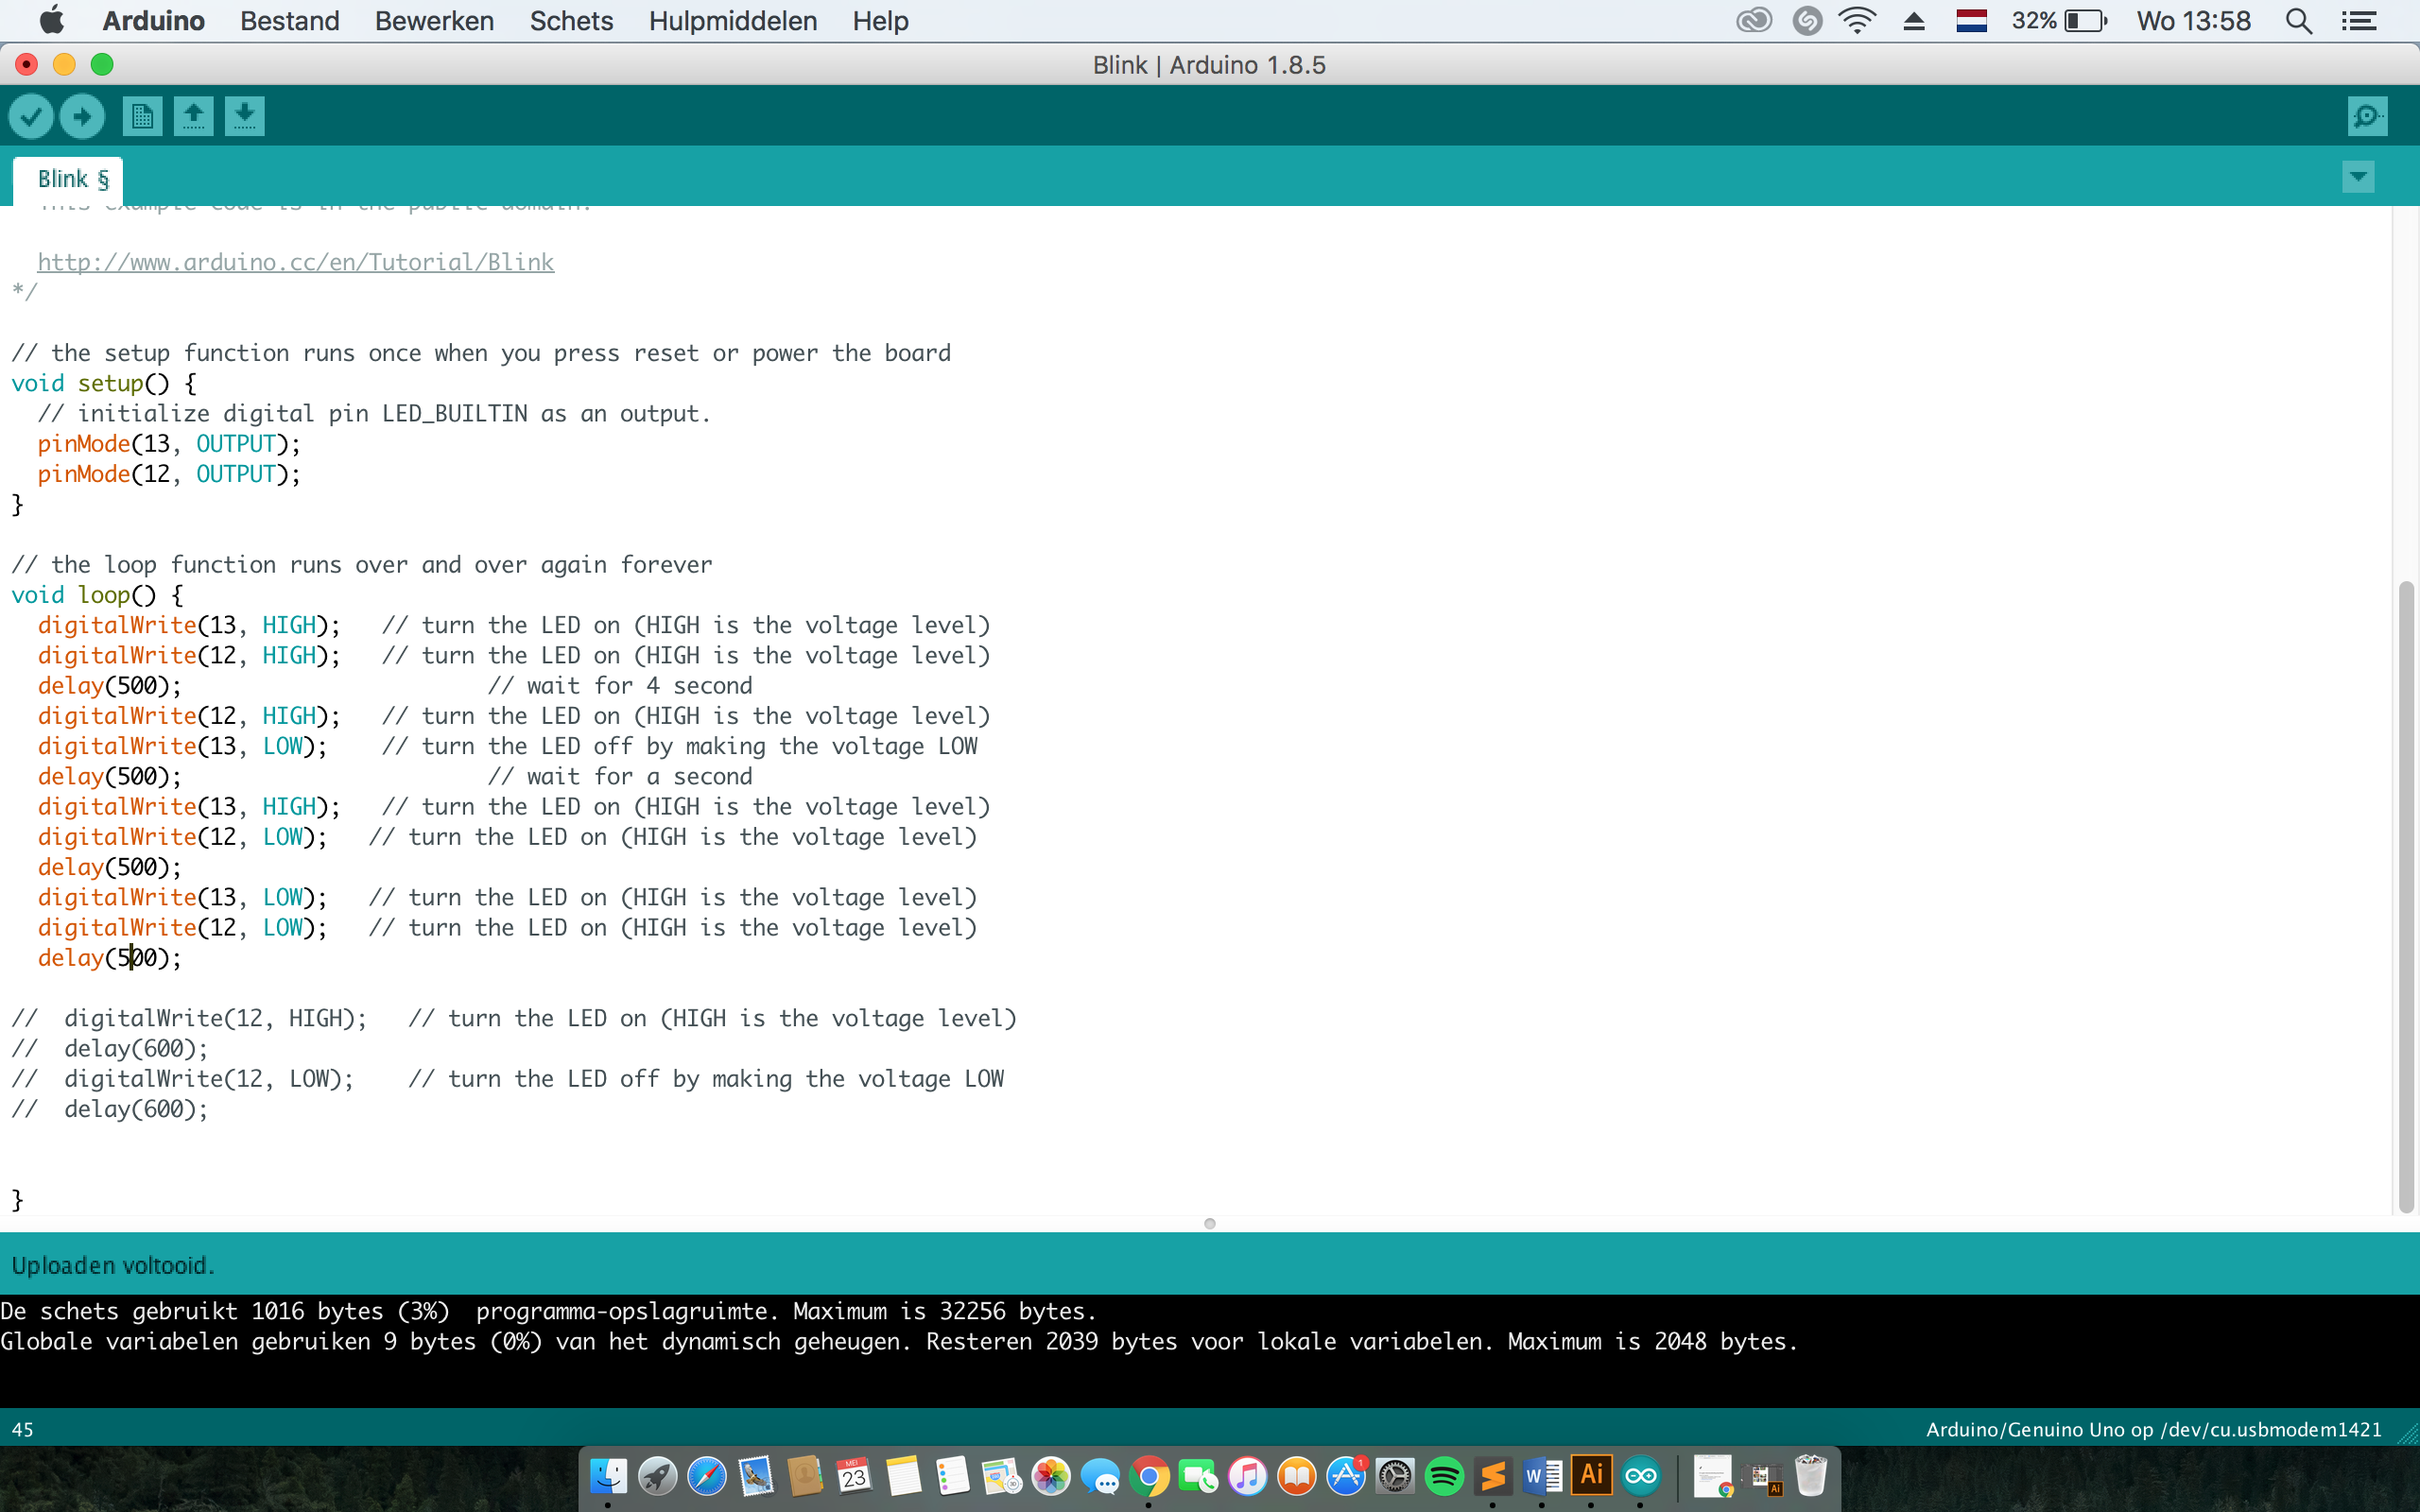 Arduino Bestand Bewerken Schets Hulpmiddelen Help 32% Wo 13:58
Blink | Arduino 1.8.5
Blink §
This example code is in the public domain.
http://www.arduino.cc/en/Tutorial/Blink
*/
// the setup function runs once when you press reset or power the board
void setup() {
  // initialize digital pin LED_BUILTIN as an output.
  pinMode(13, OUTPUT);
  pinMode(12, OUTPUT);
}
// the loop function runs over and over again forever
void loop() {
  digitalWrite(13, HIGH);   // turn the LED on (HIGH is the voltage level)
  digitalWrite(12, HIGH);   // turn the LED on (HIGH is the voltage level)
  delay(500);                       // wait for 4 second
  digitalWrite(12, HIGH);   // turn the LED on (HIGH is the voltage level)
  digitalWrite(13, LOW);    // turn the LED off by making the voltage LOW
  delay(500);                       // wait for a second
  digitalWrite(13, HIGH);   // turn the LED on (HIGH is the voltage level)
  digitalWrite(12, LOW);   // turn the LED on (HIGH is the voltage level)
  delay(500);
  digitalWrite(13, LOW);   // turn the LED on (HIGH is the voltage level)
  digitalWrite(12, LOW);   // turn the LED on (HIGH is the voltage level)
  delay(500);
//  digitalWrite(12, HIGH);   // turn the LED on (HIGH is the voltage level)
//  delay(600);
//  digitalWrite(12, LOW);    // turn the LED off by making the voltage LOW
//  delay(600);
}
Uploaden voltooid.
De schets gebruikt 1016 bytes (3%)  programma-opslagruimte. Maximum is 32256 bytes.
Globale variabelen gebruiken 9 bytes (0%) van het dynamisch geheugen. Resteren 2039 bytes voor lokale variabelen. Maximum is 2048 bytes.
45 Arduino/Genuino Uno op /dev/cu.usbmodem1421
MEI
23
1
W
Ai
Ai